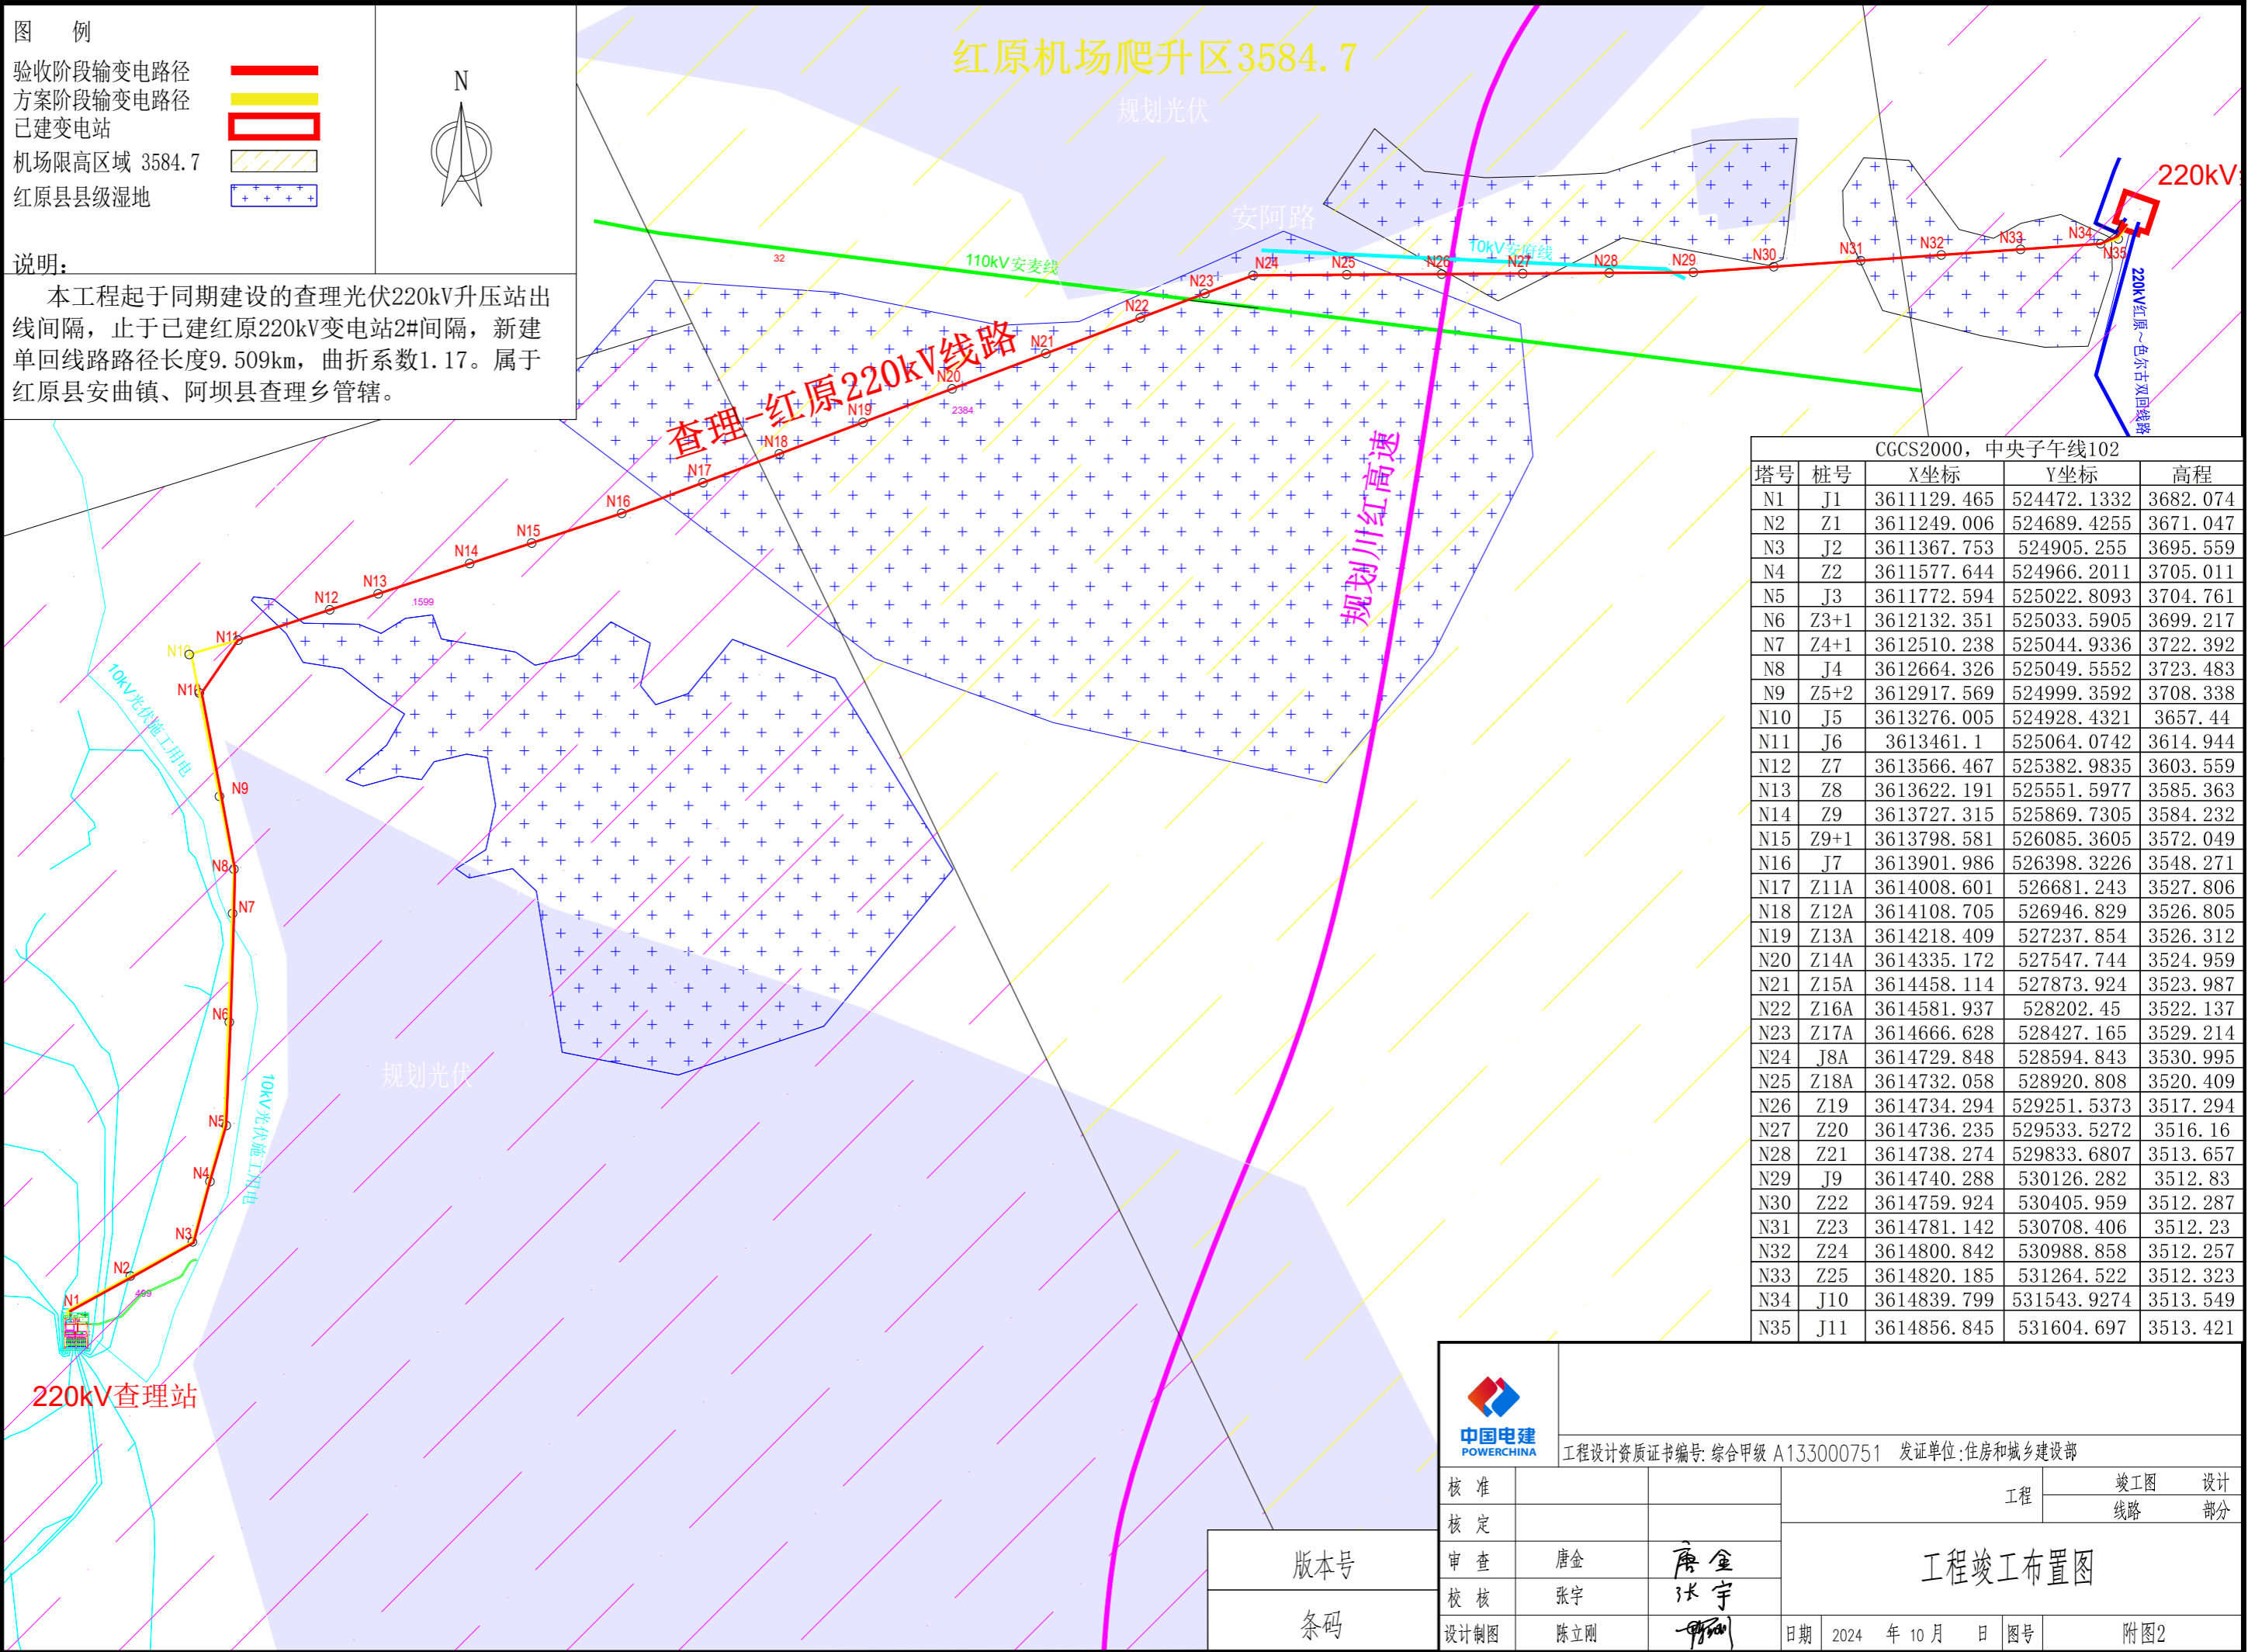 图 例
验收阶段输变电路径
方案阶段输变电路径
已建变电站
机场限高区域 3584.7
红原县县级湿地
N
说明:
本工程起于同期建设的查理光伏220kV升压站出
线间隔，止于已建红原220kV变电站2#间隔，新建
单回线路路径长度9.509km，曲折系数1.17。属于
红原县安曲镇、阿坝县查理乡管辖。
红原机场爬升区3584.7
规划光伏
安阿路
110kV安麦线
32
220kV
220kV红原~色尔古双回线路
查理-红原220kV线路
规划川红高速
2384
1599
499
10kV光伏施工用电
10kV光伏施工用电
规划光伏
220kV查理站
N1
N2
N3
N4
N5
N6
N7
N8
N9
N10
N10
N11
N12
N13
N14
N15
N16
N17
N18
N19
N20
N21
N22
N23
N24
N25
N26
N27
N28
N29
N30
N31
N32
N33
N34
N35
CGCS2000，中央子午线102
塔号 桩号 X坐标 Y坐标 高程
N1 J1 3611129.465 524472.1332 3682.074
N2 Z1 3611249.006 524689.4255 3671.047
N3 J2 3611367.753 524905.255 3695.559
N4 Z2 3611577.644 524966.2011 3705.011
N5 J3 3611772.594 525022.8093 3704.761
N6 Z3+1 3612132.351 525033.5905 3699.217
N7 Z4+1 3612510.238 525044.9336 3722.392
N8 J4 3612664.326 525049.5552 3723.483
N9 Z5+2 3612917.569 524999.3592 3708.338
N10 J5 3613276.005 524928.4321 3657.44
N11 J6 3613461.1 525064.0742 3614.944
N12 Z7 3613566.467 525382.9835 3603.559
N13 Z8 3613622.191 525551.5977 3585.363
N14 Z9 3613727.315 525869.7305 3584.232
N15 Z9+1 3613798.581 526085.3605 3572.049
N16 J7 3613901.986 526398.3226 3548.271
N17 Z11A 3614008.601 526681.243 3527.806
N18 Z12A 3614108.705 526946.829 3526.805
N19 Z13A 3614218.409 527237.854 3526.312
N20 Z14A 3614335.172 527547.744 3524.959
N21 Z15A 3614458.114 527873.924 3523.987
N22 Z16A 3614581.937 528202.45 3522.137
N23 Z17A 3614666.628 528427.165 3529.214
N24 J8A 3614729.848 528594.843 3530.995
N25 Z18A 3614732.058 528920.808 3520.409
N26 Z19 3614734.294 529251.5373 3517.294
N27 Z20 3614736.235 529533.5272 3516.16
N28 Z21 3614738.274 529833.6807 3513.657
N29 J9 3614740.288 530126.282 3512.83
N30 Z22 3614759.924 530405.959 3512.287
N31 Z23 3614781.142 530708.406 3512.23
N32 Z24 3614800.842 530988.858 3512.257
N33 Z25 3614820.185 531264.522 3512.323
N34 J10 3614839.799 531543.9274 3513.549
N35 J11 3614856.845 531604.697 3513.421
中国电建
POWERCHINA
工程设计资质证书编号: 综合甲级 A133000751 发证单位:住房和城乡建设部
核 准
核 定
审 查 唐金 唐金
校 核 张宇 张宇
设计制图 陈立刚
工程
竣工图 设计
线路 部分
工程竣工布置图
日期 2024 年 10 月 日 图号 附图2
版本号
条码